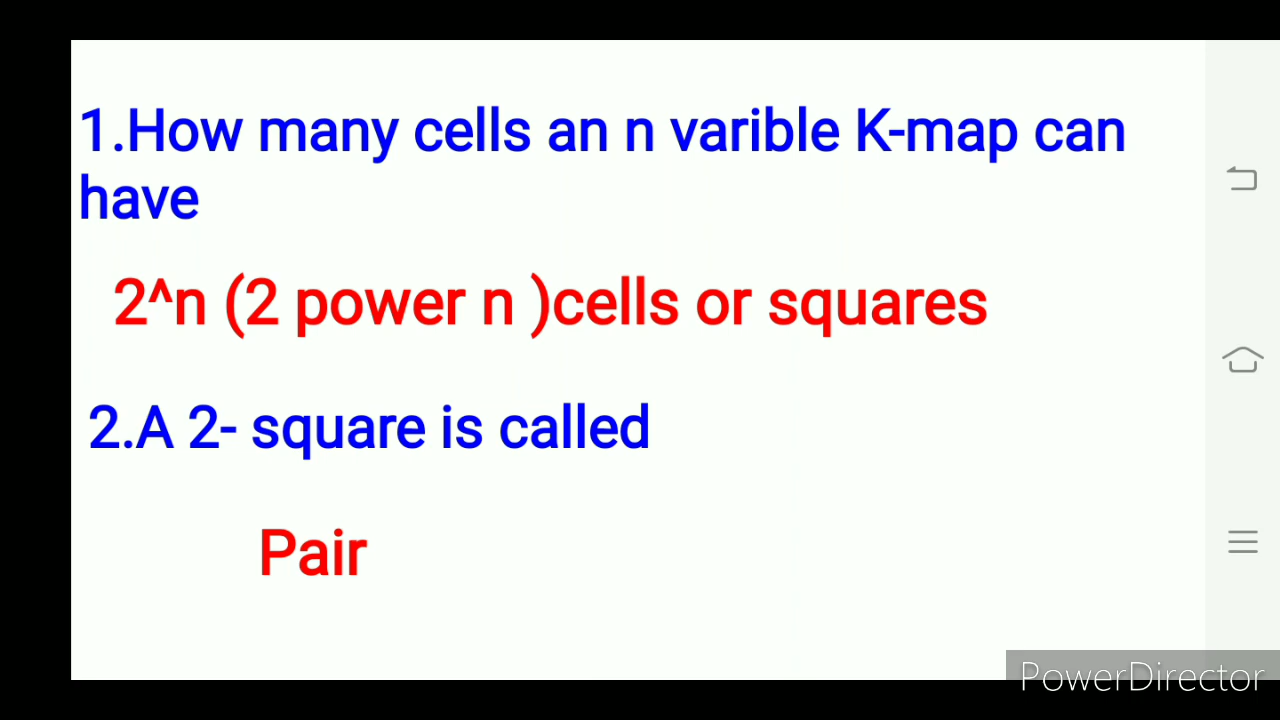 1.How many cells an n varible K-map can
have
2^n (2 power n )cells or squares
2.A 2- square is called
Pair
PowerDirector